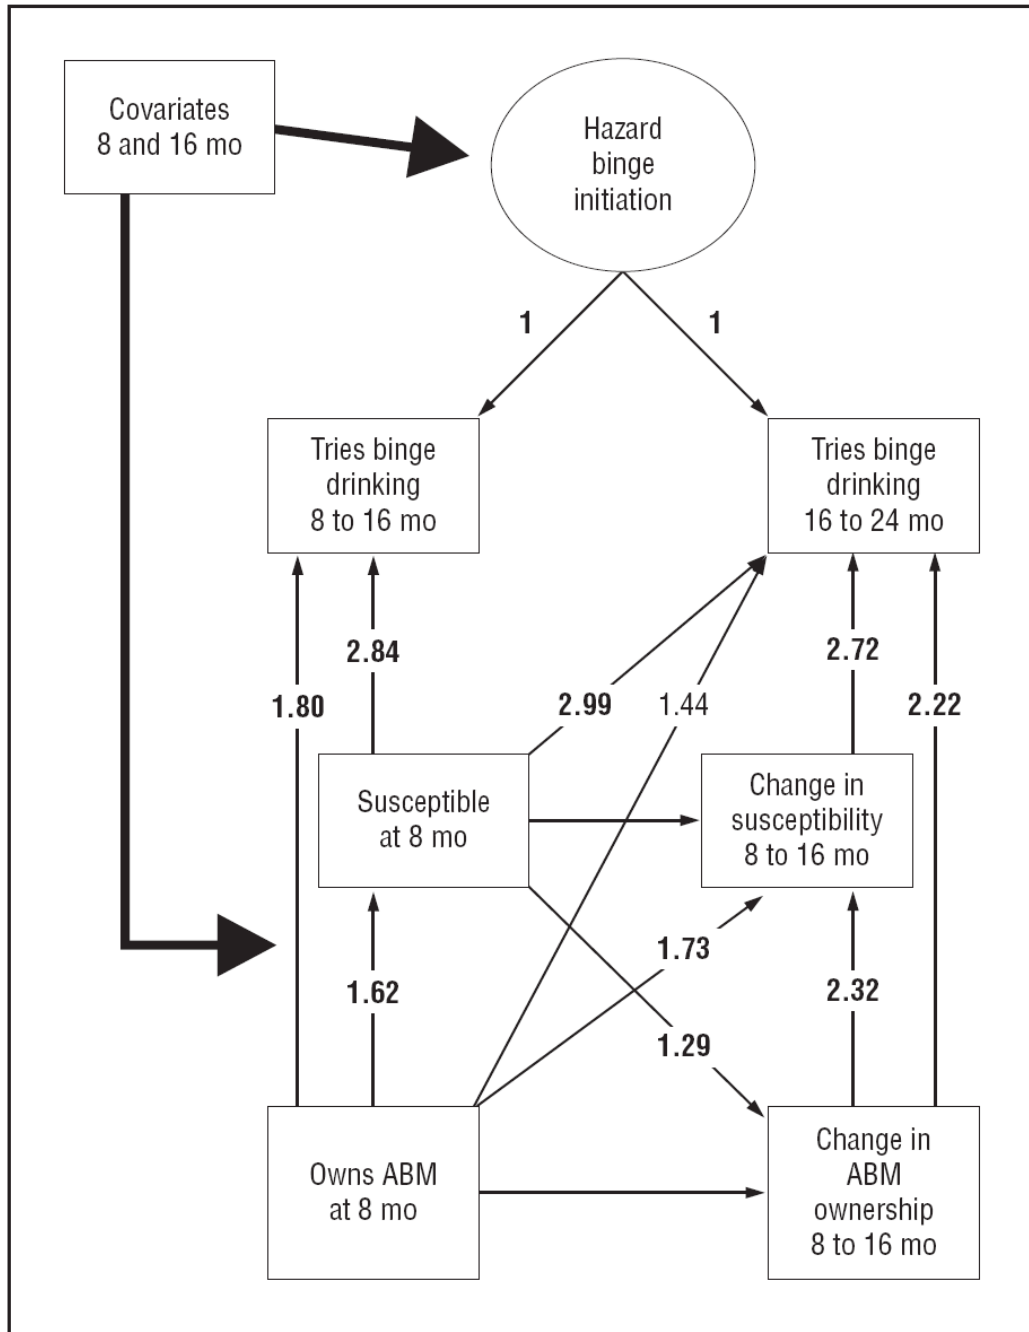 Covariates
8 and 16 mo
Hazard
binge
initiation
1
1
Tries binge
drinking
8 to 16 mo
Tries binge
drinking
16 to 24 mo
2.84
2.72
1.80
2.99
1.44
2.22
Susceptible
at 8 mo
Change in
susceptibility
8 to 16 mo
1.73
1.62
2.32
1.29
Owns ABM
at 8 mo
Change in
ABM
ownership
8 to 16 mo